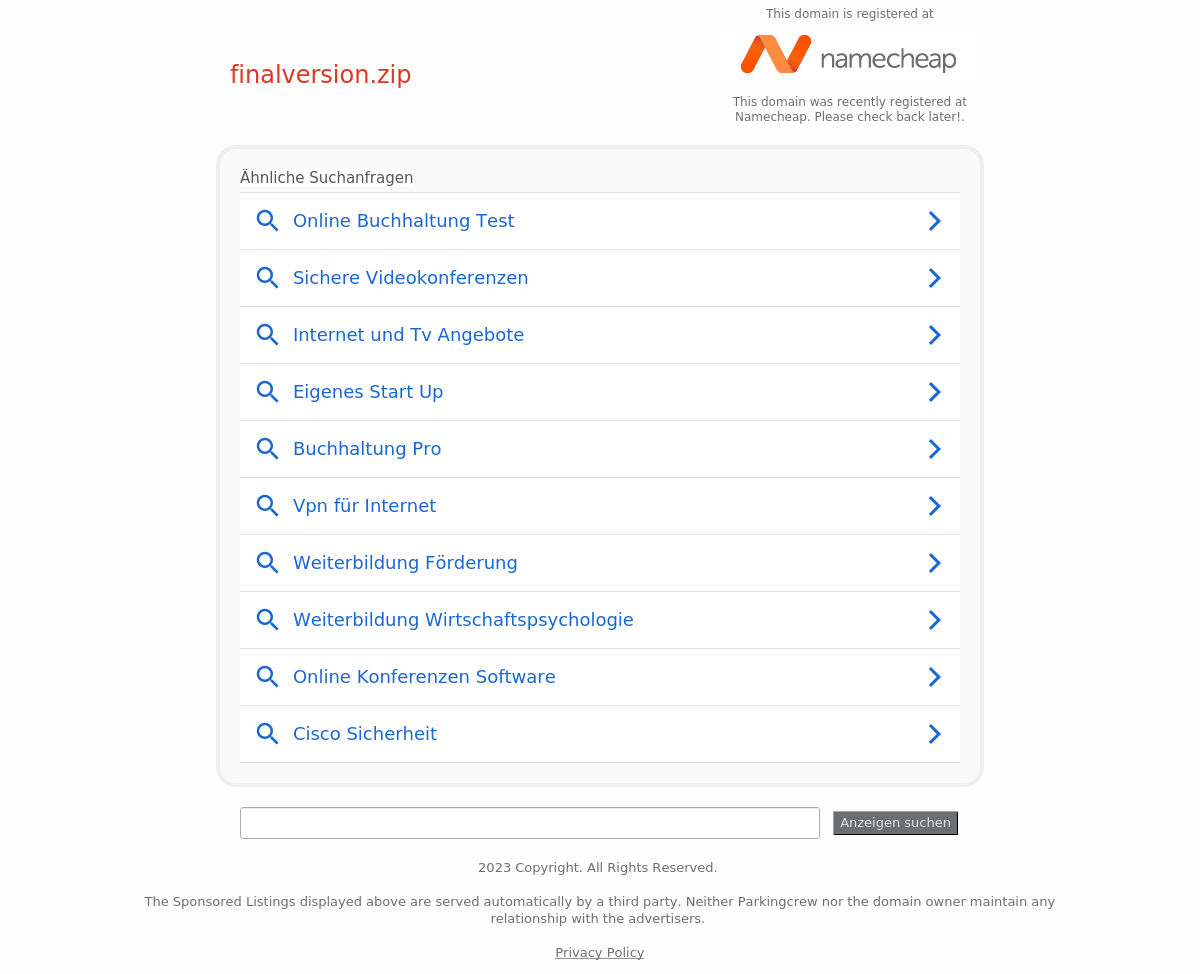 This domain is registered at
namecheap
finalversion.zip
This domain was recently registered at
Namecheap. Please check back later!.
Ähnliche Suchanfragen
Online Buchhaltung Test
Sichere Videokonferenzen
Internet und Tv Angebote
Eigenes Start Up
Buchhaltung Pro
Vpn für Internet
Weiterbildung Förderung
Weiterbildung Wirtschaftspsychologie
Online Konferenzen Software
Cisco Sicherheit
Anzeigen suchen
2023 Copyright. All Rights Reserved.
The Sponsored Listings displayed above are served automatically by a third party. Neither Parkingcrew nor the domain owner maintain any
relationship with the advertisers.
Privacy Policy